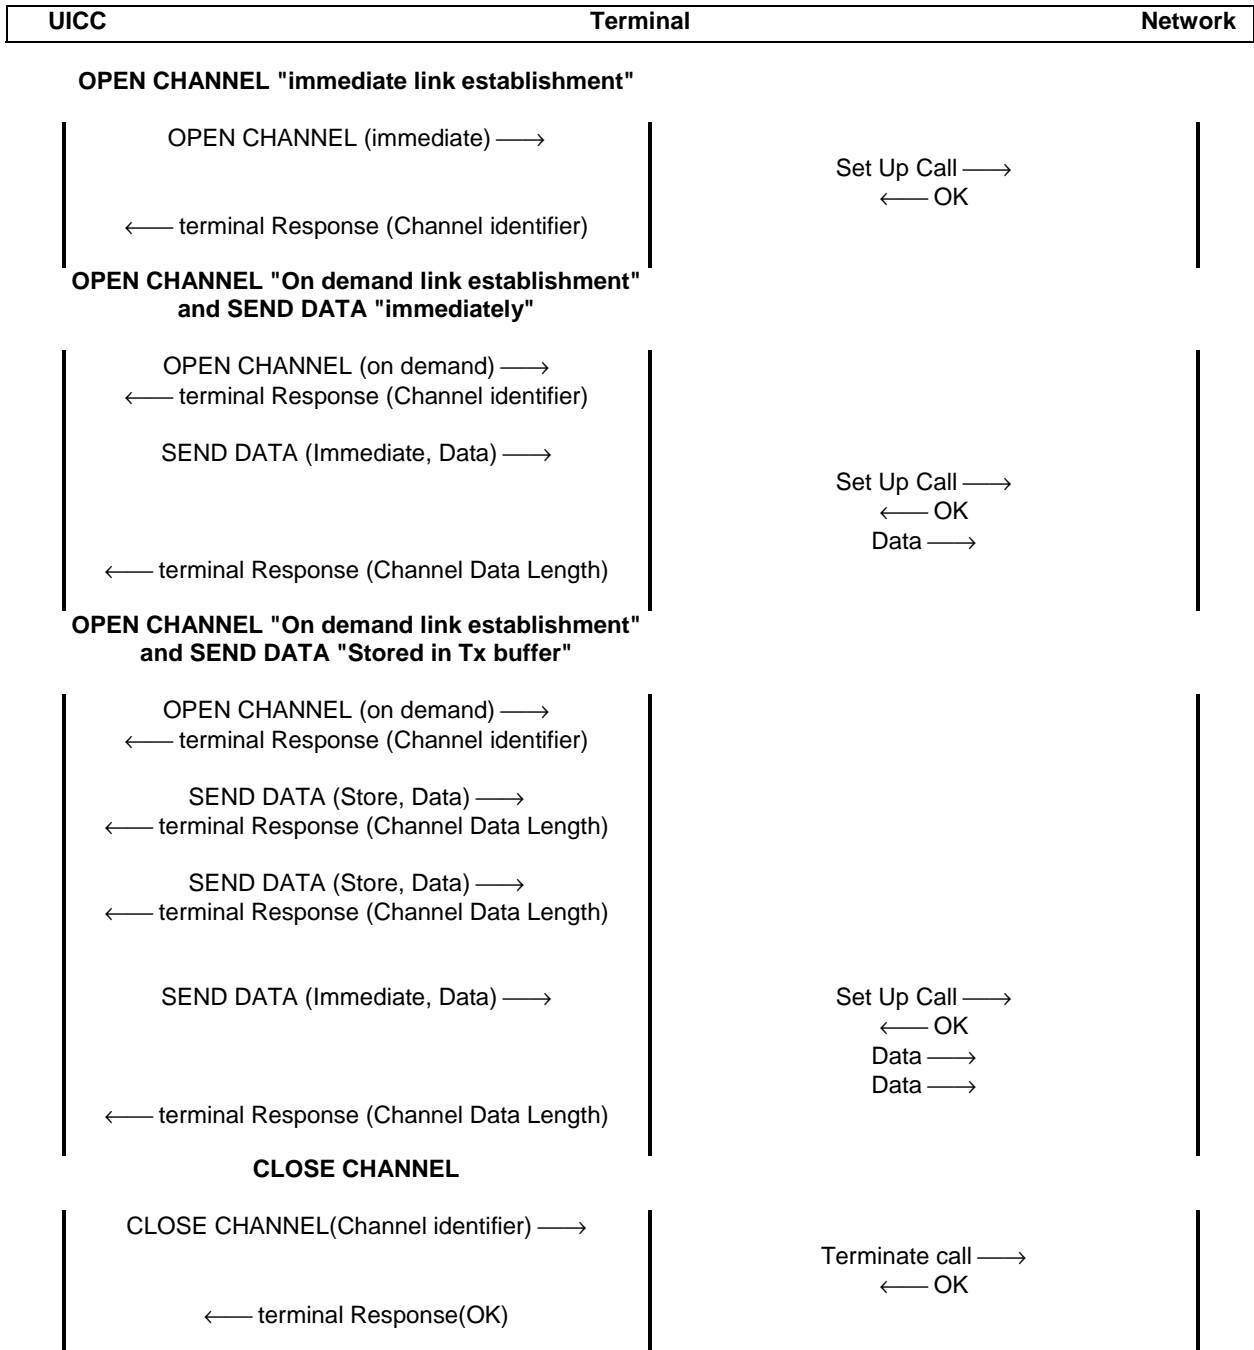 UICC Terminal Network
OPEN CHANNEL "immediate link establishment"
OPEN CHANNEL (immediate) ⟶
Set Up Call ⟶
⟵ OK
⟵ terminal Response (Channel identifier)
OPEN CHANNEL "On demand link establishment"
and SEND DATA "immediately"
OPEN CHANNEL (on demand) ⟶
⟵ terminal Response (Channel identifier)
SEND DATA (Immediate, Data) ⟶
Set Up Call ⟶
⟵ OK
Data ⟶
⟵ terminal Response (Channel Data Length)
OPEN CHANNEL "On demand link establishment"
and SEND DATA "Stored in Tx buffer"
OPEN CHANNEL (on demand) ⟶
⟵ terminal Response (Channel identifier)
SEND DATA (Store, Data) ⟶
⟵ terminal Response (Channel Data Length)
SEND DATA (Store, Data) ⟶
⟵ terminal Response (Channel Data Length)
SEND DATA (Immediate, Data) ⟶ Set Up Call ⟶
⟵ OK
Data ⟶
Data ⟶
⟵ terminal Response (Channel Data Length)
CLOSE CHANNEL
CLOSE CHANNEL(Channel identifier) ⟶
Terminate call ⟶
⟵ OK
⟵ terminal Response(OK)